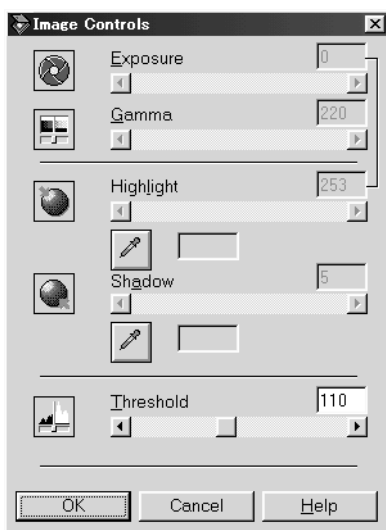 Image Controls
Exposure 0
Gamma 220
Highlight 253
Shadow 5
Threshold 110
OK Cancel Help